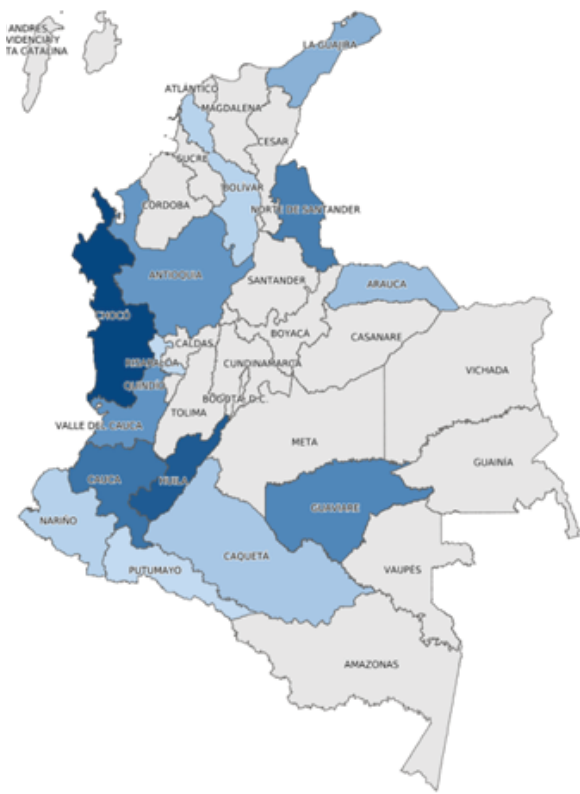 ANDRES,
VIDENCIA Y
TA CATALINA
LA GUAJIRA
ATLÁNTICO
MAGDALENA
CESAR
SUCRE
BOLIVAR
CÓRDOBA
NORTE DE SANTANDER
ANTIOQUIA
SANTANDER
ARAUCA
CHOCÓ
BOYACA
CASANARE
CALDAS
RISARALDA
CUNDINAMARCA
VICHADA
QUINDIO
BOGOTÁ D.C.
TOLIMA
VALLE DEL CAUCA
META
GUAINÍA
CAUCA
HUILA
GUAVIARE
NARIÑO
CAQUETA
PUTUMAYO
VAUPÉS
AMAZONAS